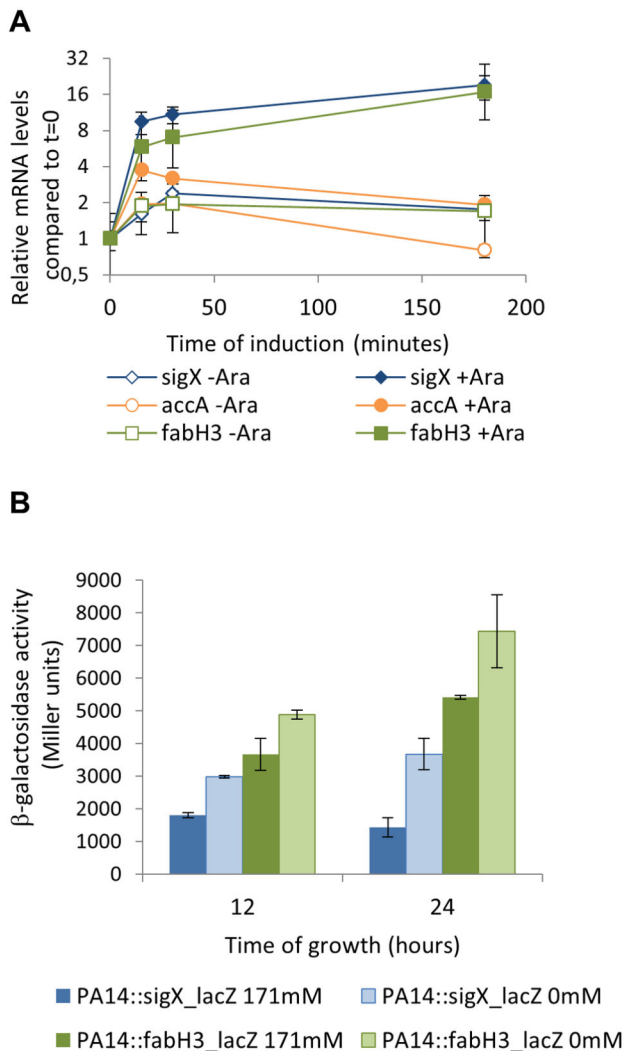 A
Relative mRNA levels
compared to t=0
32
16
8
4
2
1
0,5
0 50 100 150 200
Time of induction (minutes)
sigX -Ara sigX +Ara
accA -Ara accA +Ara
fabH3 -Ara fabH3 +Ara
B
β-galactosidase activity
(Miller units)
9000
8000
7000
6000
5000
4000
3000
2000
1000
0
12 24
Time of growth (hours)
PA14::sigX_lacZ 171mM PA14::sigX_lacZ 0mM
PA14::fabH3_lacZ 171mM PA14::fabH3_lacZ 0mM